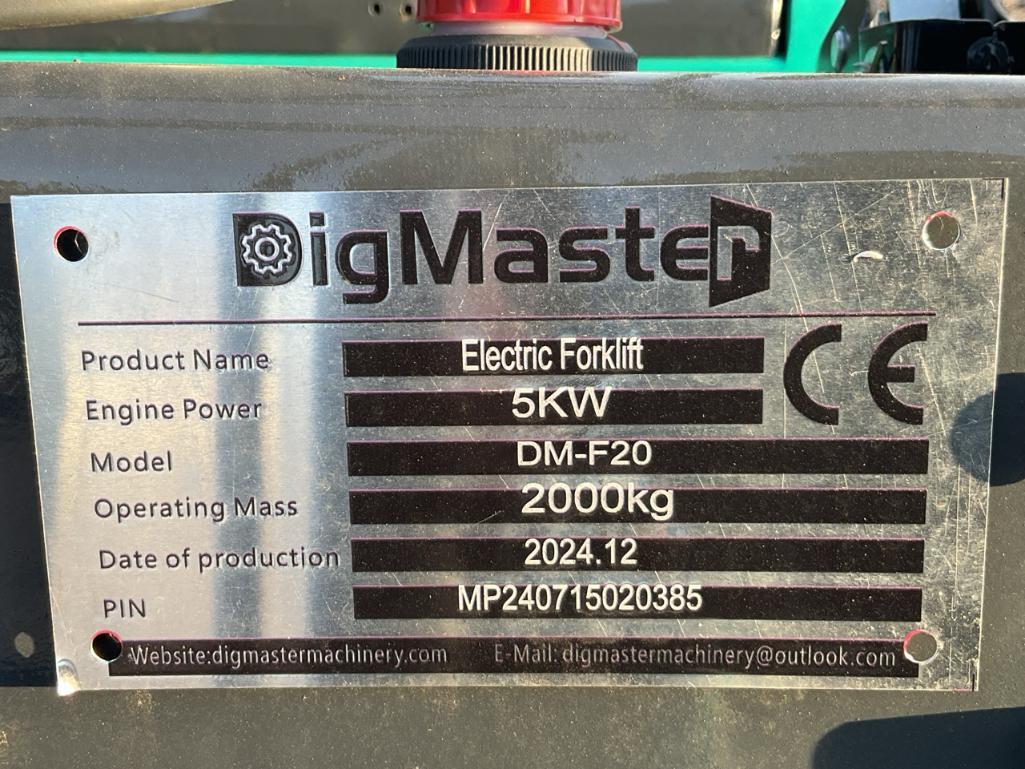 DigMaster
Product Name Electric Forklift
CE
Engine Power 5KW
Model DM-F20
Operating Mass 2000kg
Date of production 2024.12
PIN MP240715020385
Website:digmastermachinery.com E-Mail: digmastermachinery@outlook.com